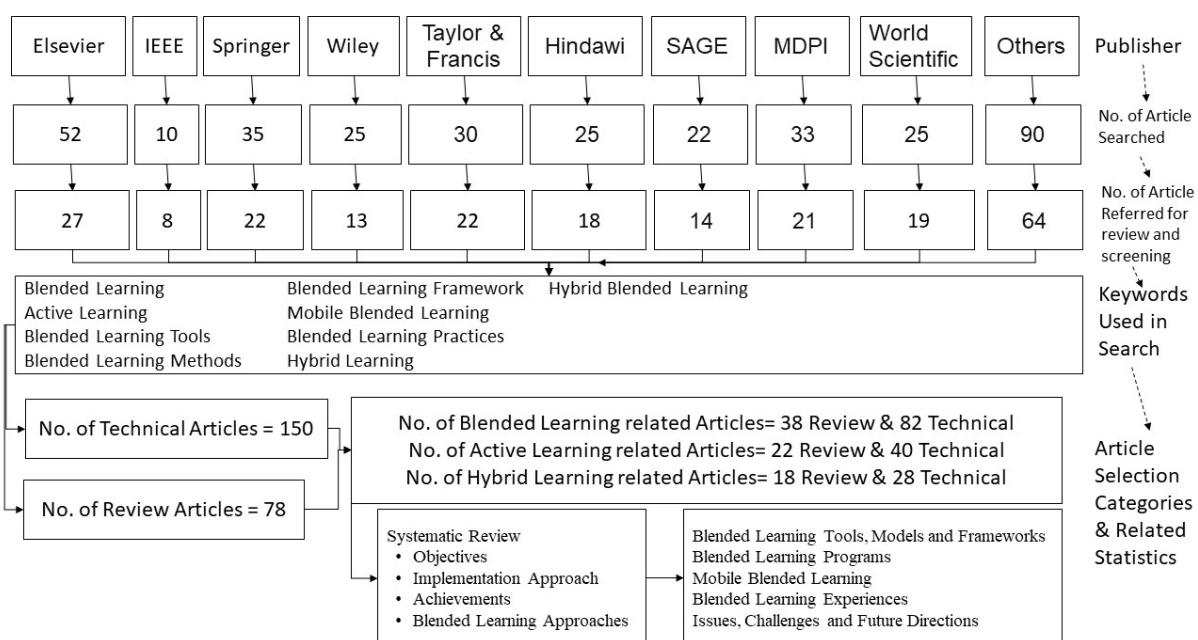 Elsevier IEEE Springer Wiley Taylor & Francis Hindawi SAGE MDPI World Scientific Others Publisher
52 10 35 25 30 25 22 33 25 90 No. of Article Searched
27 8 22 13 22 18 14 21 19 64 No. of Article Referred for review and screening
Blended Learning Blended Learning Framework Hybrid Blended Learning
Active Learning Mobile Blended Learning
Blended Learning Tools Blended Learning Practices
Blended Learning Methods Hybrid Learning
Keywords
Used in
Search
No. of Technical Articles = 150
No. of Review Articles = 78
No. of Blended Learning related Articles= 38 Review & 82 Technical
No. of Active Learning related Articles= 22 Review & 40 Technical
No. of Hybrid Learning related Articles= 18 Review & 28 Technical
Article
Selection
Categories
& Related
Statistics
Systematic Review
• Objectives
• Implementation Approach
• Achievements
• Blended Learning Approaches
Blended Learning Tools, Models and Frameworks
Blended Learning Programs
Mobile Blended Learning
Blended Learning Experiences
Issues, Challenges and Future Directions